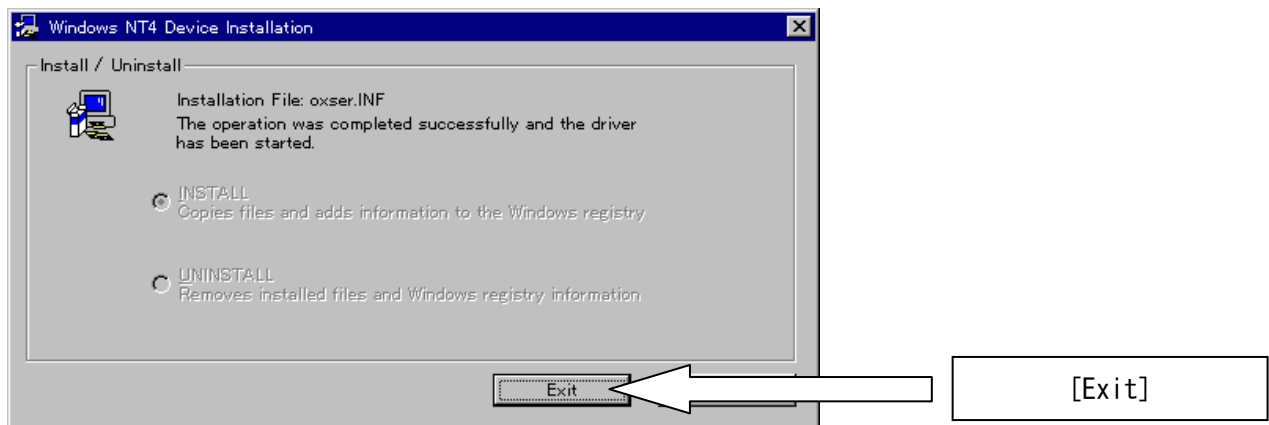 Windows NT4 Device Installation
Install / Uninstall
Installation File: oxser.INF
The operation was completed successfully and the driver
has been started.
INSTALL
Copies files and adds information to the Windows registry
UNINSTALL
Removes installed files and Windows registry information
Exit
[Exit]